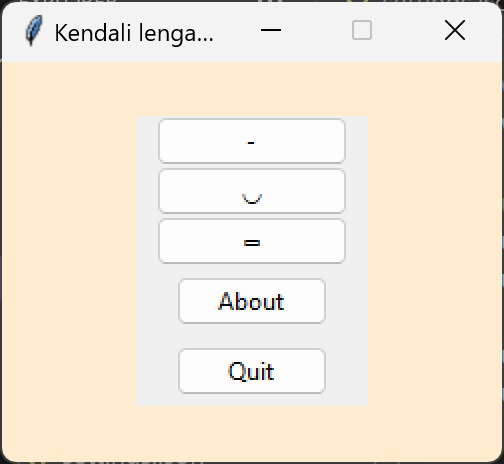 Kendali lenga...
-
◡
=
About
Quit